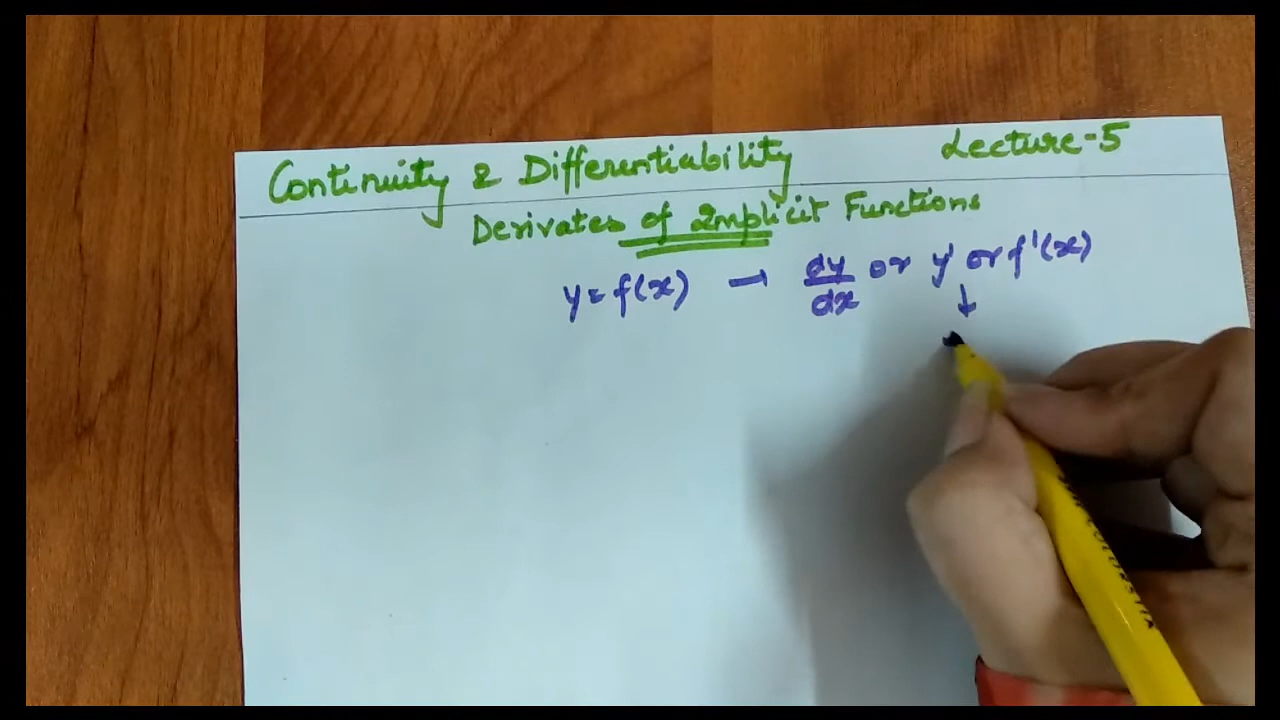 Continuity & Differentiability Lecture-5
Derivates of Implicit Functions
y = f(x) → dy/dx or y' or f'(x)
↓